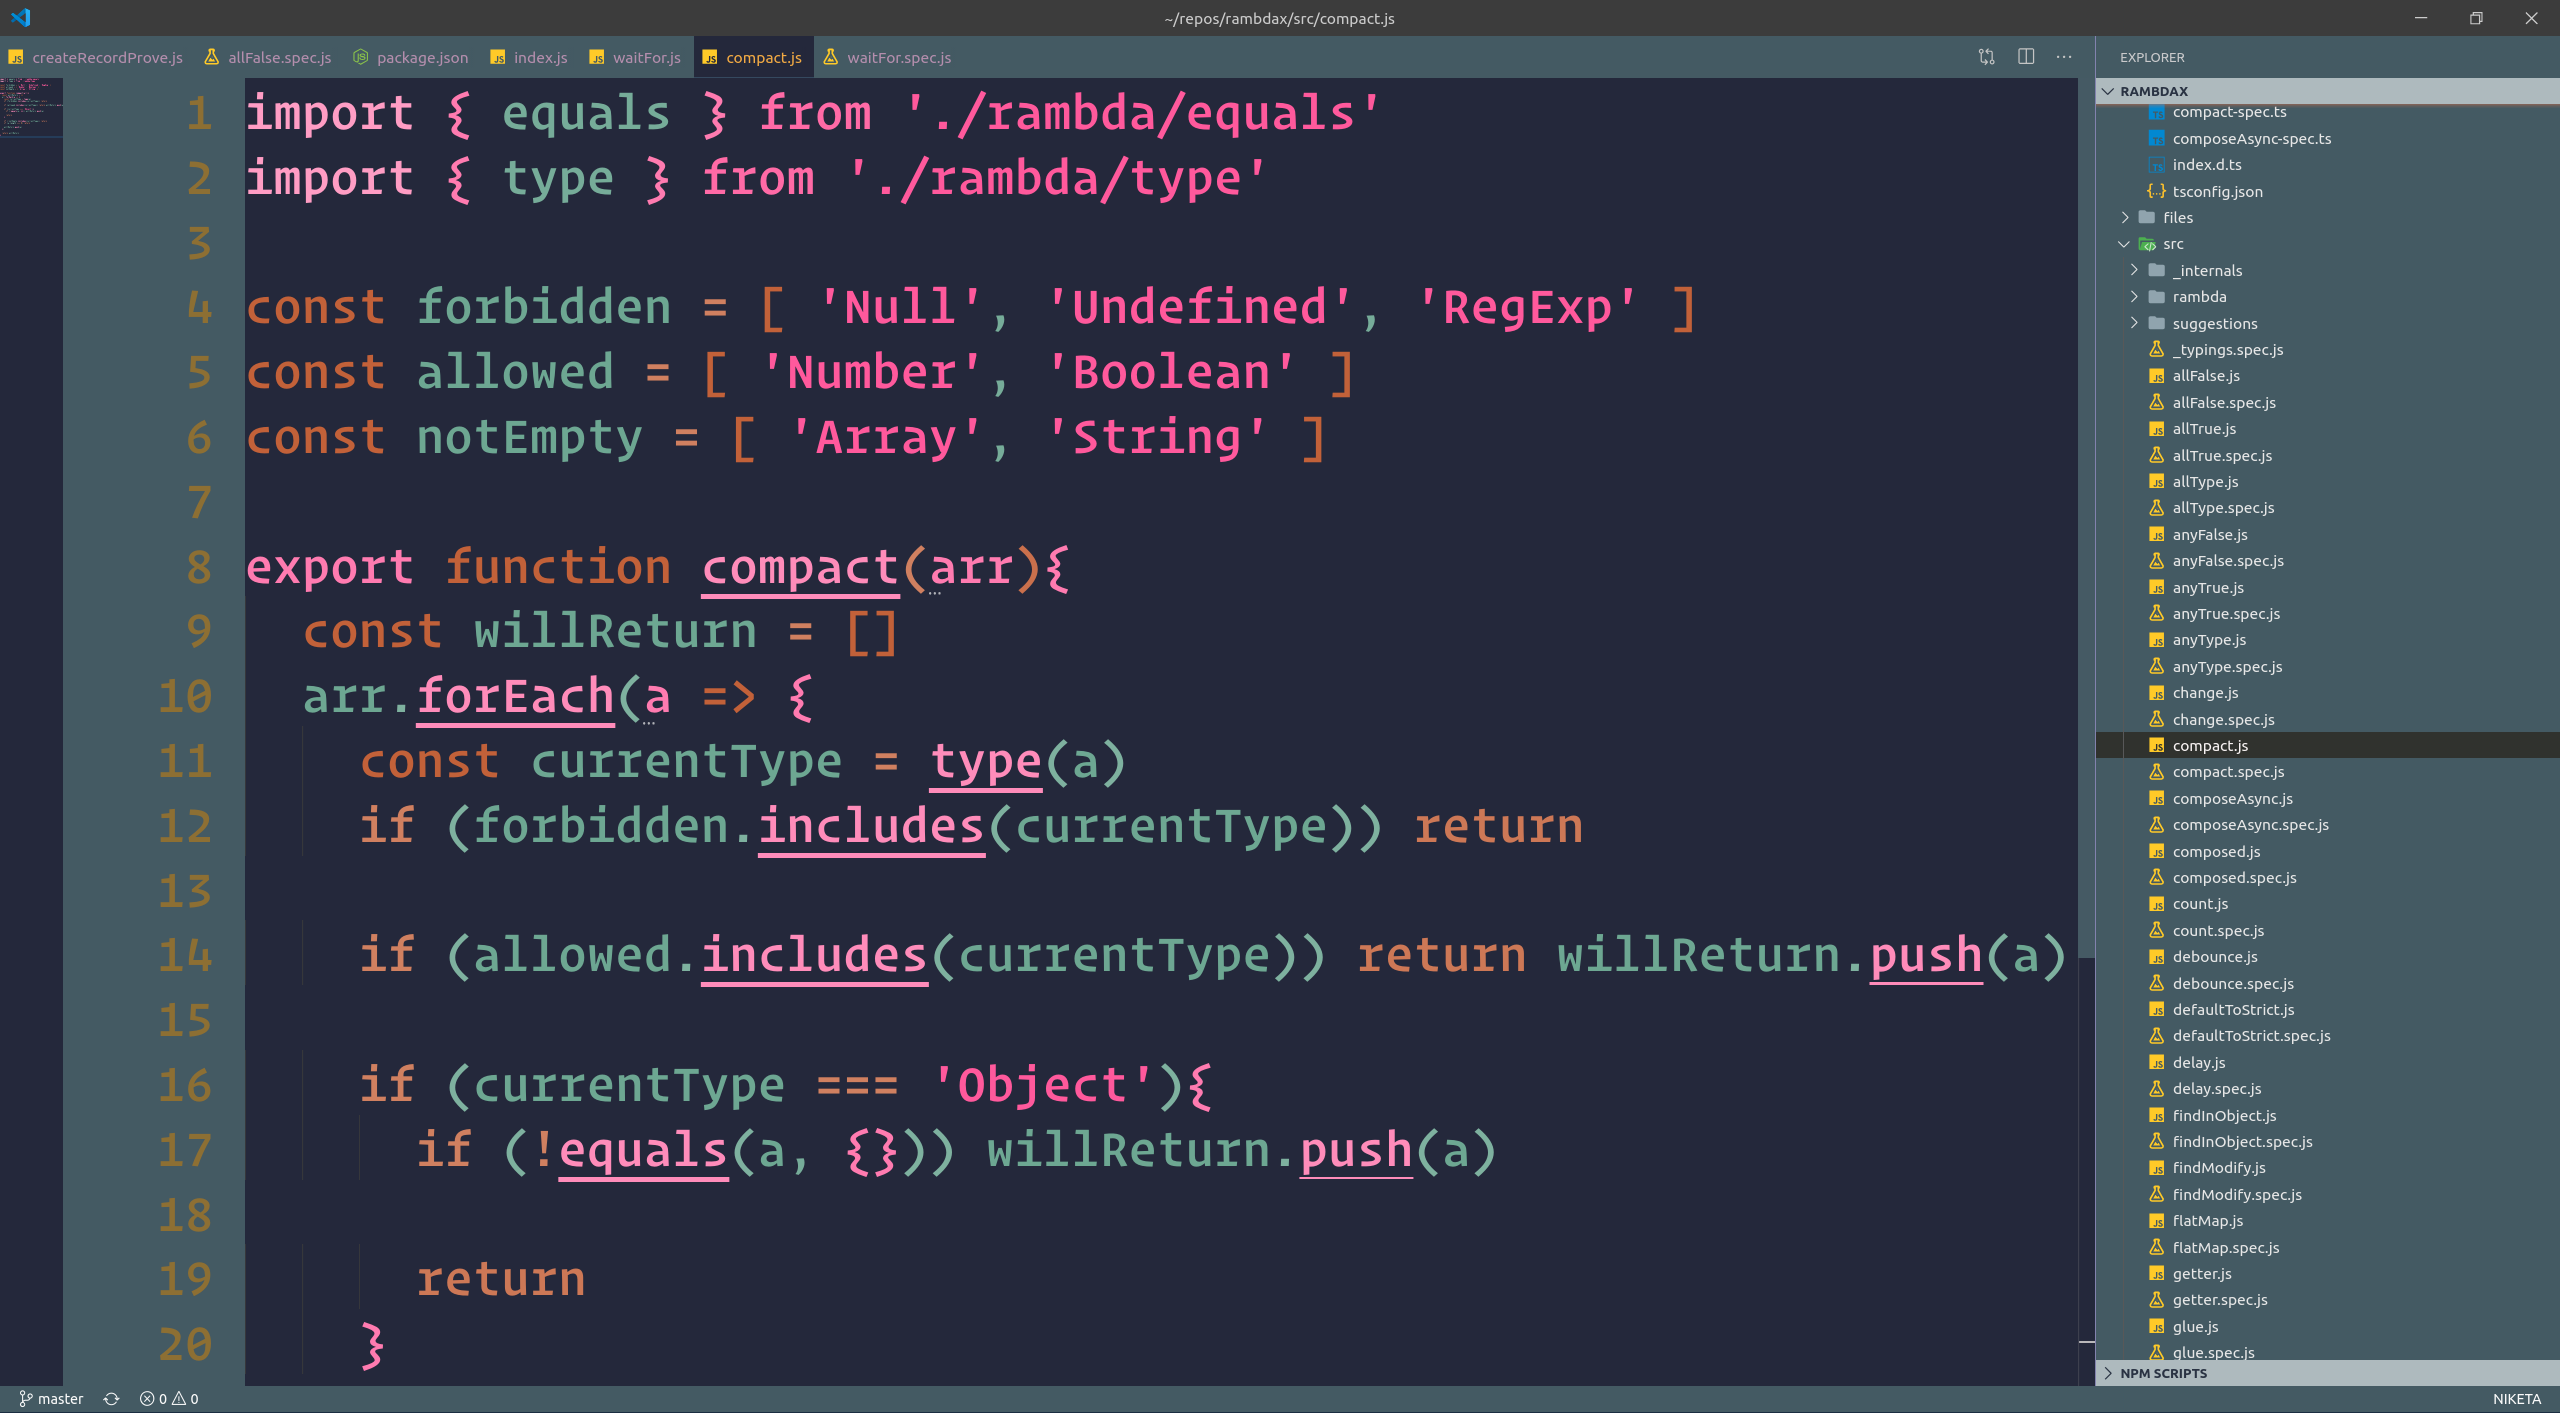 ~/repos/rambdax/src/compact.js
createRecordProve.js allFalse.spec.js package.json index.js waitFor.js compact.js waitFor.spec.js
1 import { equals } from './rambda/equals'
2 import { type } from './rambda/type'
3
4 const forbidden = [ 'Null', 'Undefined', 'RegExp' ]
5 const allowed = [ 'Number', 'Boolean' ]
6 const notEmpty = [ 'Array', 'String' ]
7
8 export function compact(arr){
9 const willReturn = []
10 arr.forEach(a => {
11 const currentType = type(a)
12 if (forbidden.includes(currentType)) return
13
14 if (allowed.includes(currentType)) return willReturn.push(a)
15
16 if (currentType === 'Object'){
17 if (!equals(a, {})) willReturn.push(a)
18
19 return
20 }
EXPLORER
RAMBDAX
compact-spec.ts
composeAsync-spec.ts
index.d.ts
tsconfig.json
files
src
_internals
rambda
suggestions
_typings.spec.js
allFalse.js
allFalse.spec.js
allTrue.js
allTrue.spec.js
allType.js
allType.spec.js
anyFalse.js
anyFalse.spec.js
anyTrue.js
anyTrue.spec.js
anyType.js
anyType.spec.js
change.js
change.spec.js
compact.js
compact.spec.js
composeAsync.js
composeAsync.spec.js
composed.js
composed.spec.js
count.js
count.spec.js
debounce.js
debounce.spec.js
defaultToStrict.js
defaultToStrict.spec.js
delay.js
delay.spec.js
findInObject.js
findInObject.spec.js
findModify.js
findModify.spec.js
flatMap.js
flatMap.spec.js
getter.js
getter.spec.js
glue.js
glue.spec.js
NPM SCRIPTS
master 0 0 NIKETA